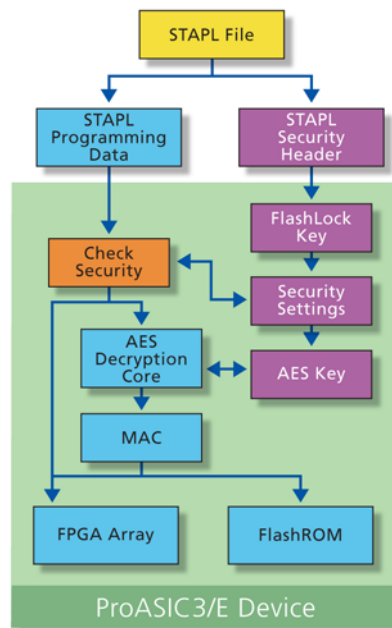 STAPL File
STAPL
Programming
Data
STAPL
Security
Header
FlashLock
Key
Check
Security
Security
Settings
AES
Decryption
Core
AES Key
MAC
FPGA Array
FlashROM
ProASIC3/E Device